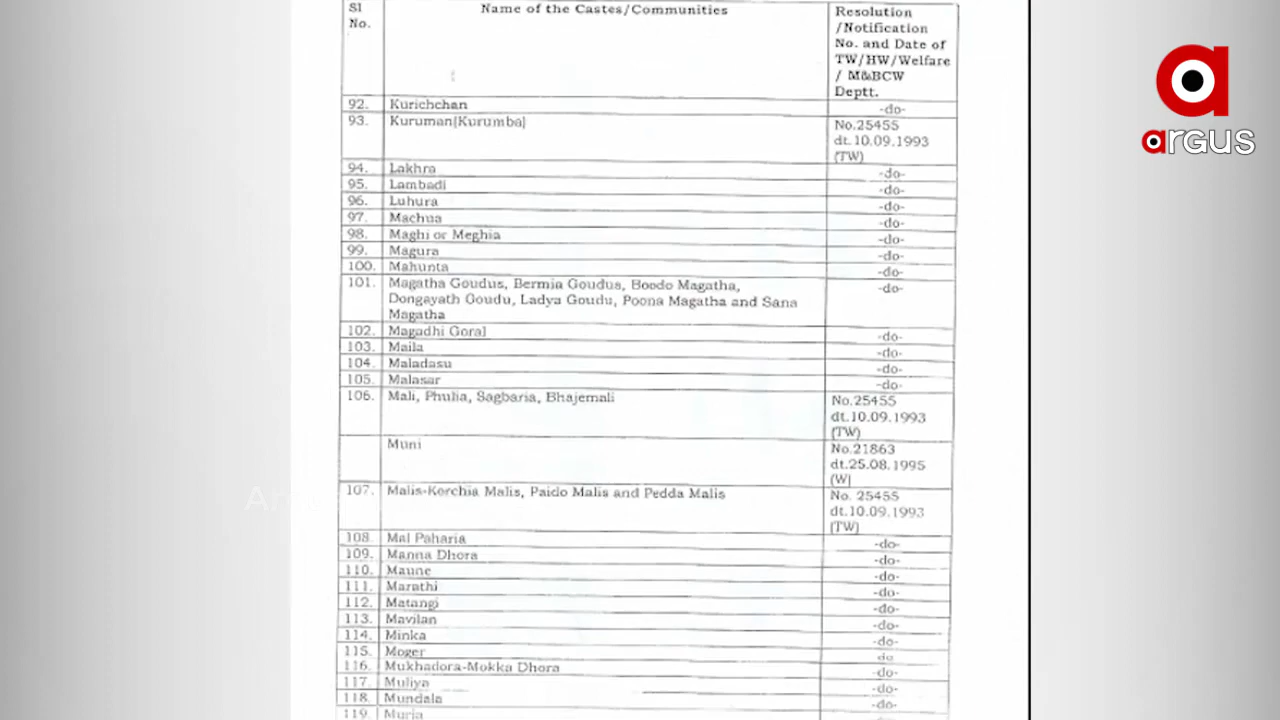 Sl No.
Name of the Castes/Communities
Resolution
/Notification
No. and Date of
TW/HW/Welfare
/ M&BCW
Deptt.
92. Kurichchan -do-
93. Kuruman(Kurumba) No.25455
dt.10.09.1993
(TW)
94. Lakhra -do-
95. Lambadi -do-
96. Luhura -do-
97. Machua -do-
98. Maghi or Meghia -do-
99. Magura -do-
100. Mahunta -do-
101. Magatha Goudus, Bermia Goudus, Boodo Magatha, -do-
Dongayath Goudu, Ladya Goudu, Poona Magatha and Sana
Magatha
102. Magadhi Goral -do-
103. Maila -do-
104. Maladasu -do-
105. Malasar -do-
106. Mali, Phulia, Sagbaria, Bhajemali No.25455
dt.10.09.1993
(TW)
Muni No.21863
dt.25.08.1995
(W)
107. Malis-Korchia Malis, Paido Malis and Pedda Malis No. 25455
dt.10.09.1993
(TW)
108. Mal Paharia -do-
109. Manna Dhora -do-
110. Maune -do-
111. Marathi -do-
112. Matangi -do-
113. Mavilan -do-
114. Minka -do-
115. Moger do
116. Mukhadora-Mokka Dhora -do-
117. Muliya -do-
118. Mundala -do-
119. Muria -do-
argus